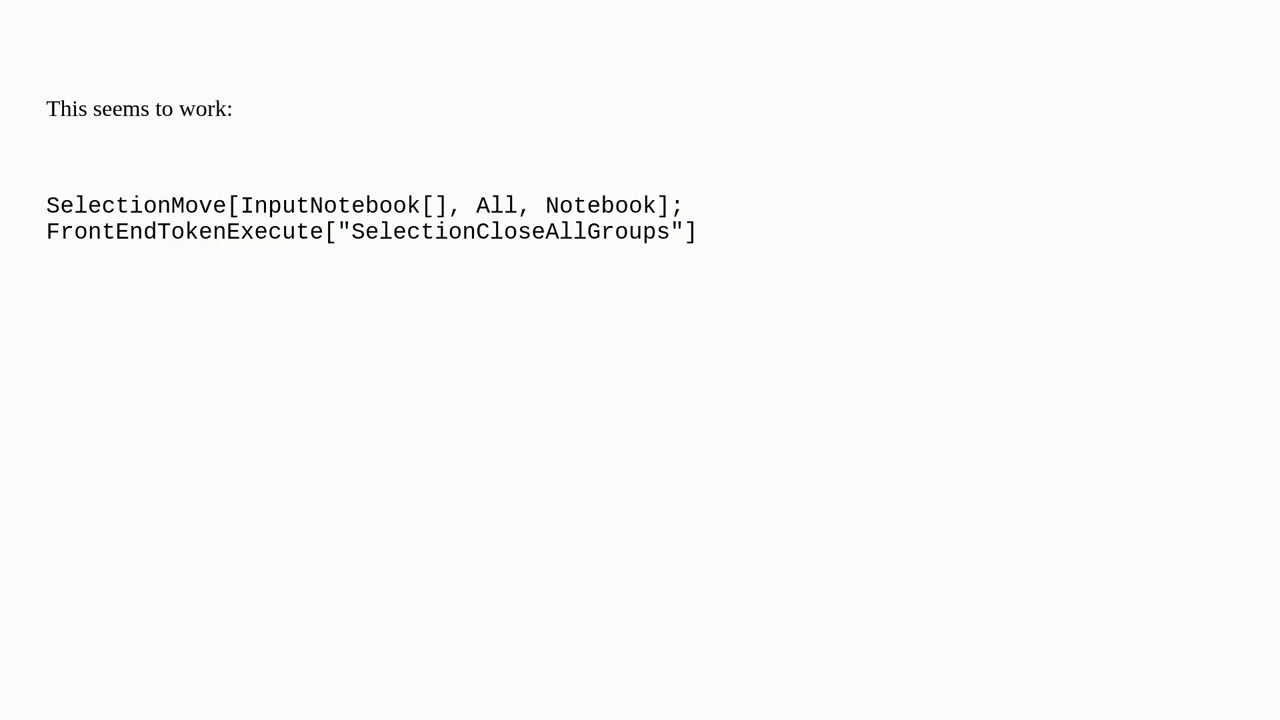 This seems to work:
SelectionMove[InputNotebook[], All, Notebook];
FrontEndTokenExecute["SelectionCloseAllGroups"]